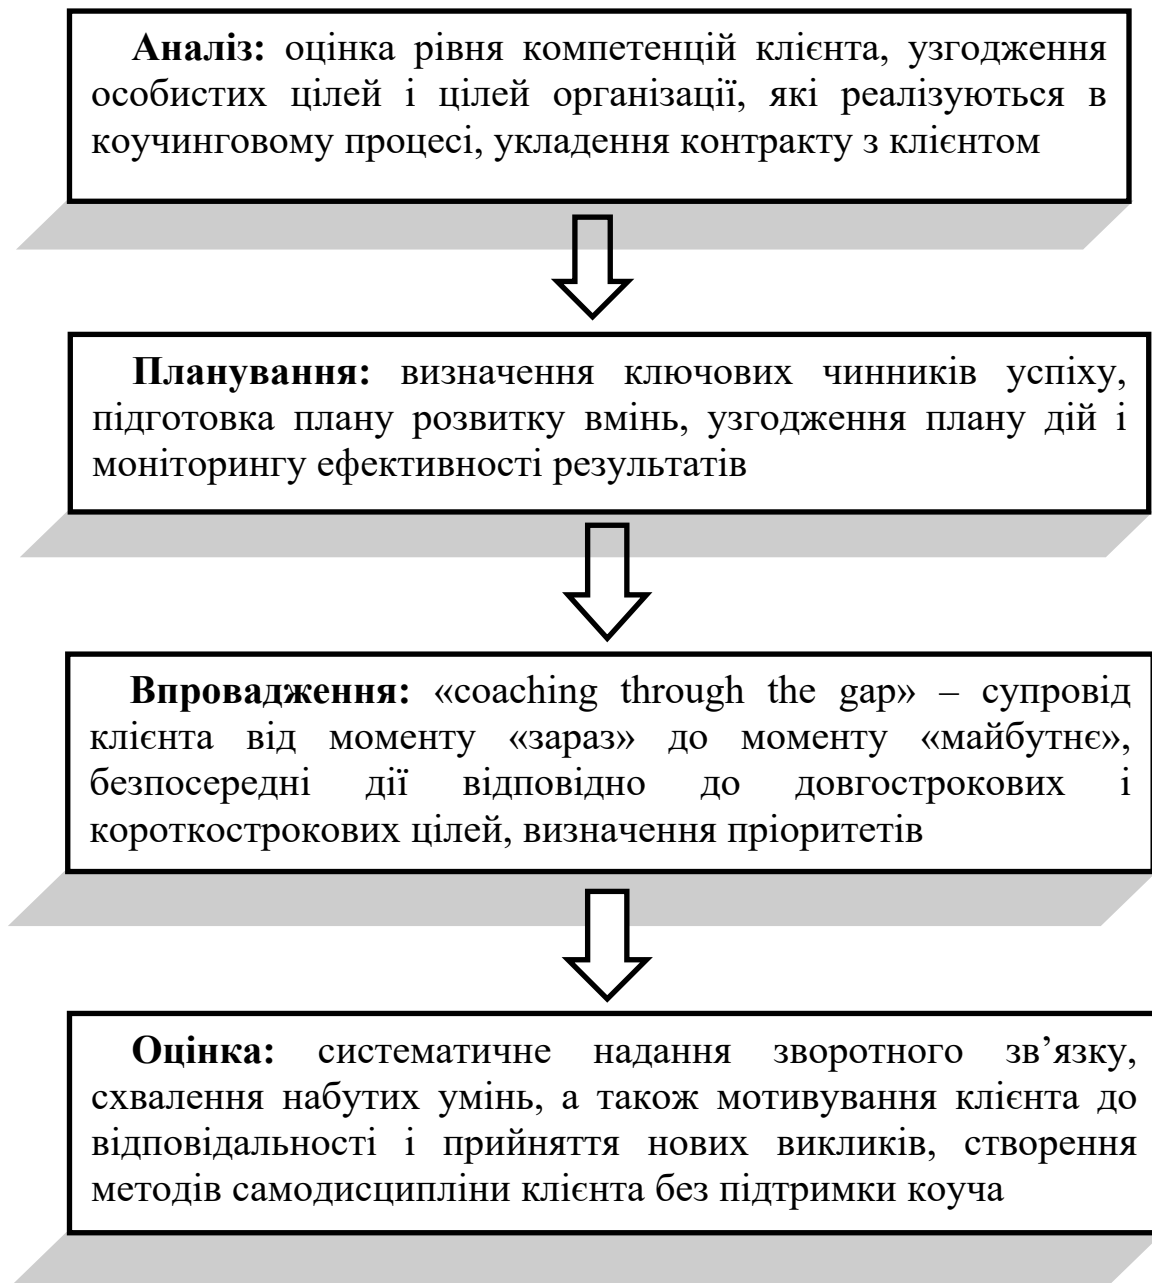 Аналіз: оцінка рівня компетенцій клієнта, узгодження
особистих цілей і цілей організації, які реалізуються в
коучинговому процесі, укладення контракту з клієнтом
Планування: визначення ключових чинників успіху,
підготовка плану розвитку вмінь, узгодження плану дій і
моніторингу ефективності результатів
Впровадження: «coaching through the gap» – супровід
клієнта від моменту «зараз» до моменту «майбутнє»,
безпосередні дії відповідно до довгострокових і
короткострокових цілей, визначення пріоритетів
Оцінка: систематичне надання зворотного зв’язку,
схвалення набутих умінь, а також мотивування клієнта до
відповідальності і прийняття нових викликів, створення
методів самодисципліни клієнта без підтримки коуча